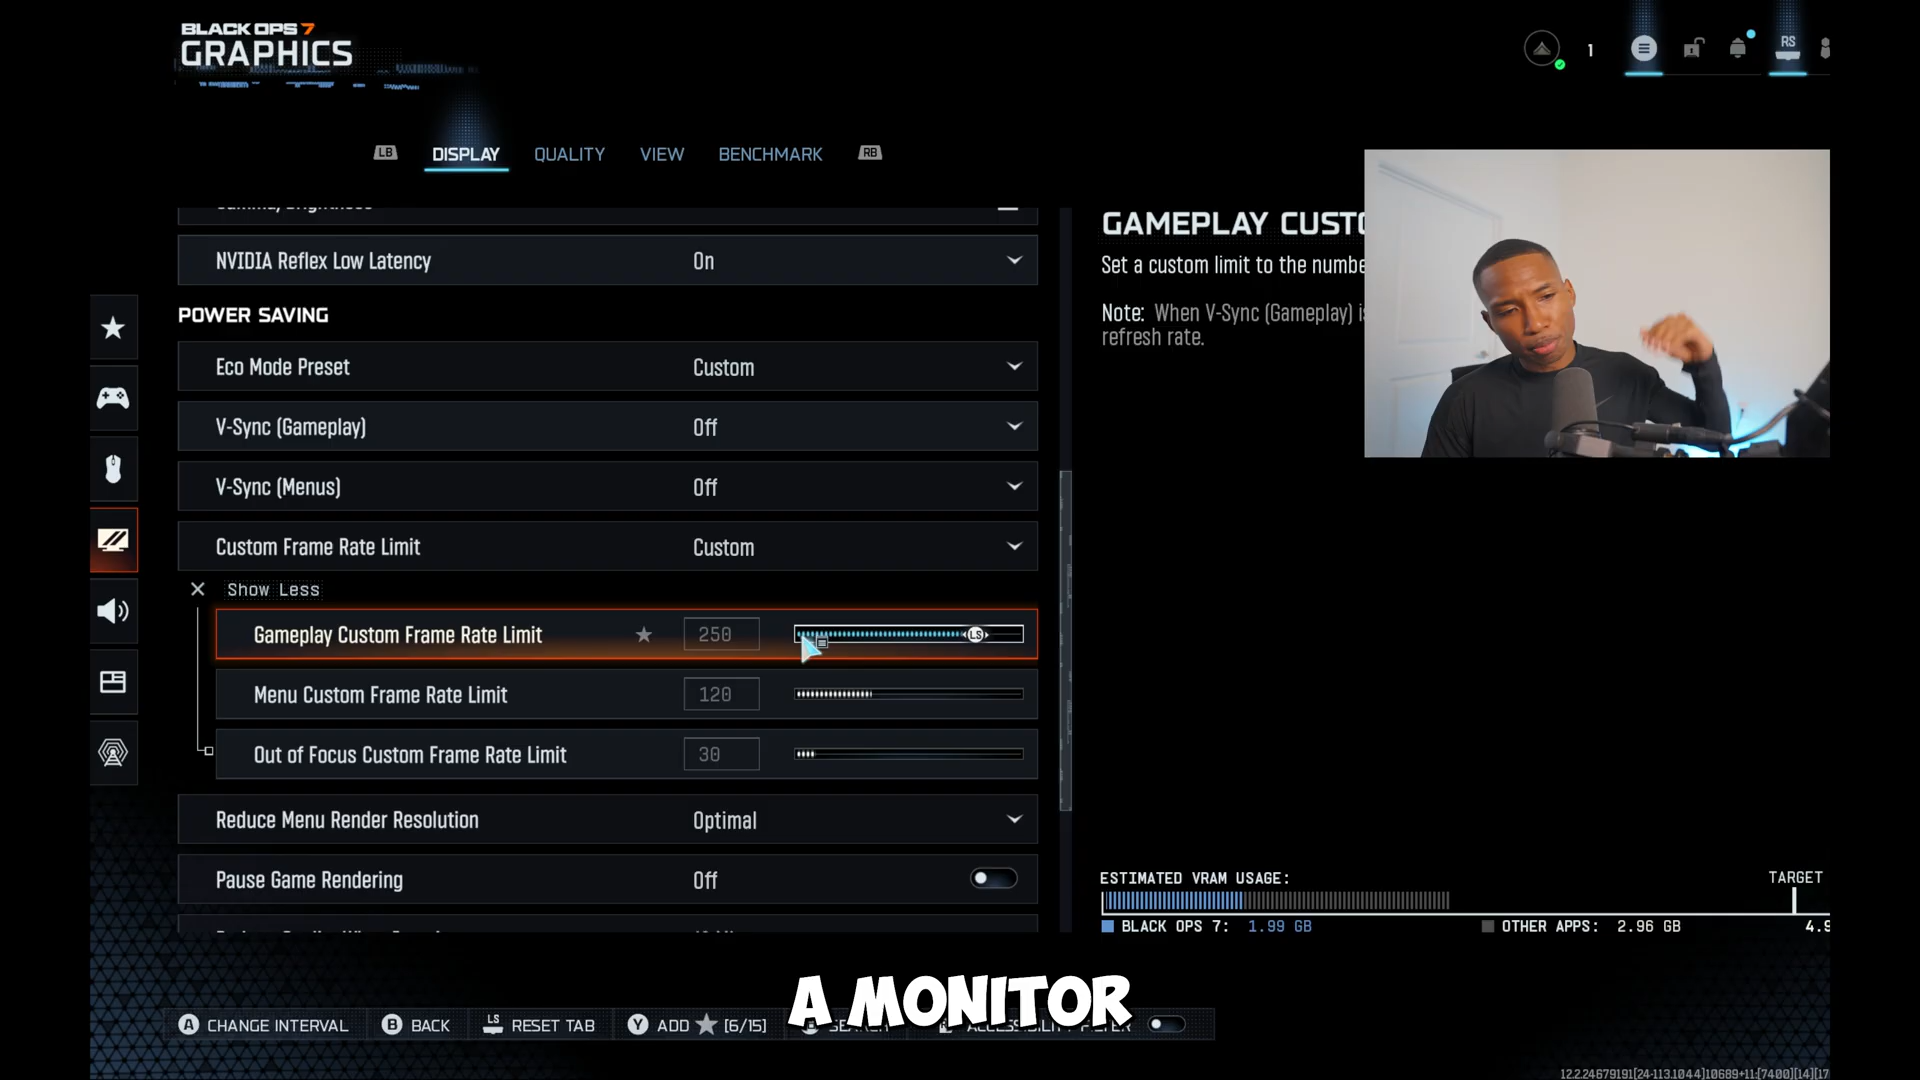 BLACK OPS 7
GRAPHICS
1
RS
LB
DISPLAY
QUALITY
VIEW
BENCHMARK
RB
NVIDIA Reflex Low Latency
On
POWER SAVING
Eco Mode Preset
Custom
V-Sync (Gameplay)
Off
V-Sync (Menus)
Off
Custom Frame Rate Limit
Custom
Show Less
Gameplay Custom Frame Rate Limit
250
LS
Menu Custom Frame Rate Limit
120
Out of Focus Custom Frame Rate Limit
30
Reduce Menu Render Resolution
Optimal
Pause Game Rendering
Off
GAMEPLAY CUSTO
Set a custom limit to the numbe
Note: When V-Sync (Gameplay) i
refresh rate.
ESTIMATED VRAM USAGE:
TARGET
BLACK OPS 7: 1.99 GB
OTHER APPS: 2.96 GB
4.9
A MONITOR
A CHANGE INTERVAL
B BACK
LS RESET TAB
Y ADD [6/15]